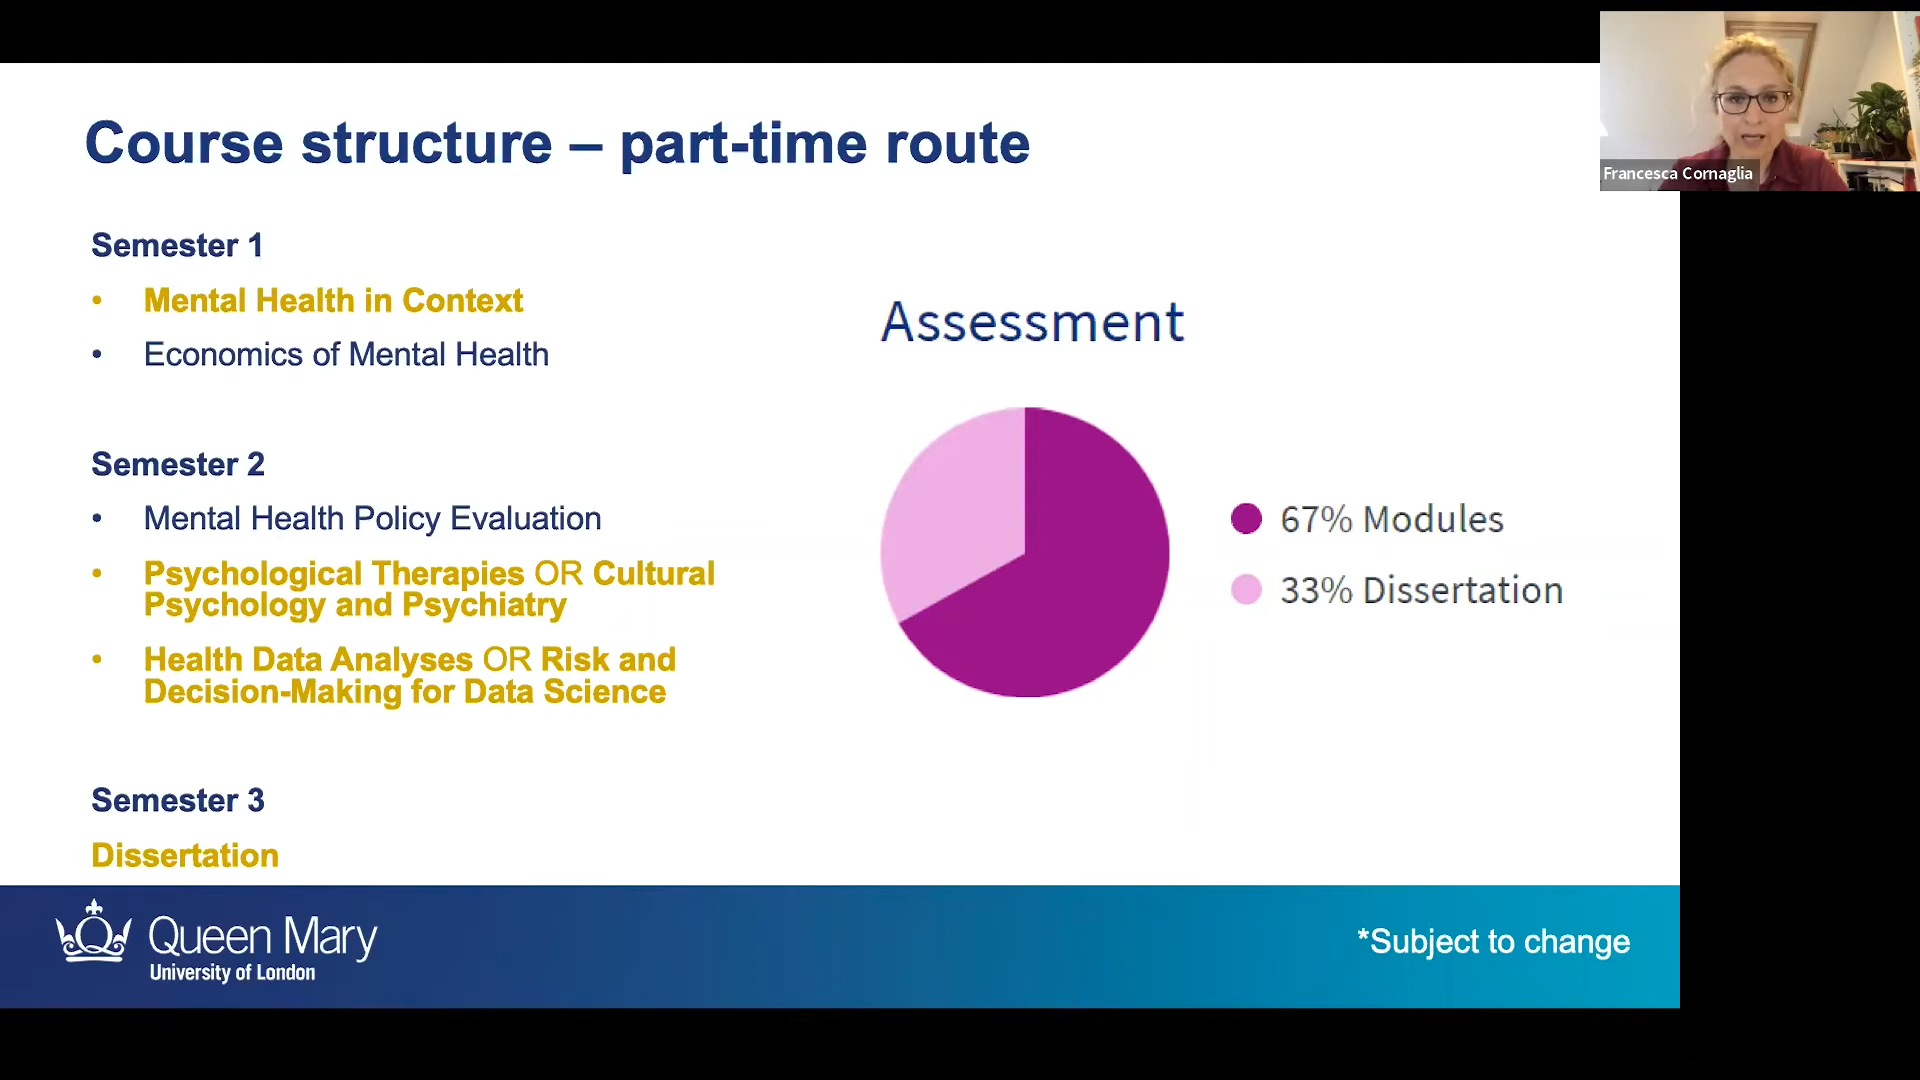 Course structure – part-time route
Francesca Cornaglia
Semester 1
• Mental Health in Context
• Economics of Mental Health
Semester 2
• Mental Health Policy Evaluation
• Psychological Therapies OR Cultural
Psychology and Psychiatry
• Health Data Analyses OR Risk and
Decision-Making for Data Science
Semester 3
Dissertation
Assessment
67% Modules
33% Dissertation
Queen Mary
University of London
*Subject to change